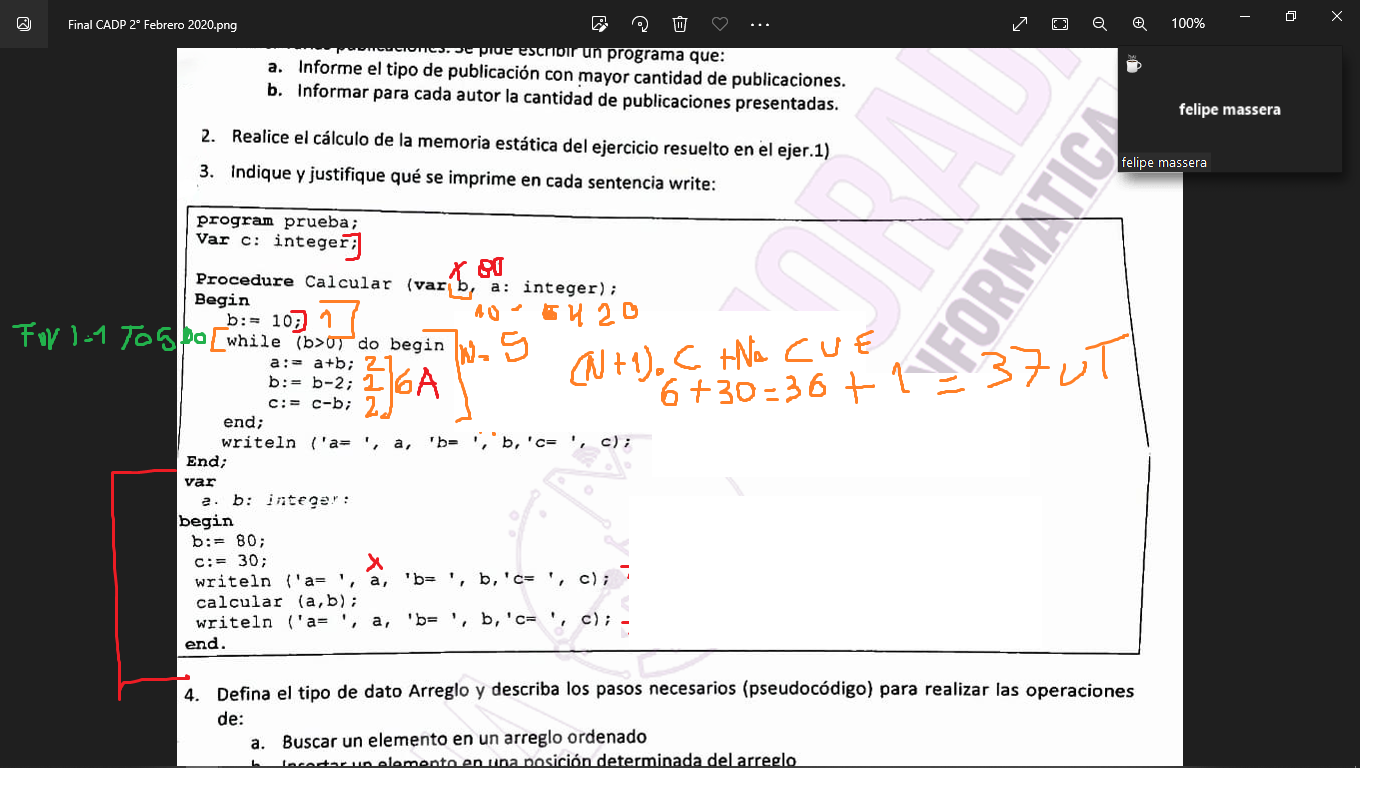 Final CADP 2° Febrero 2020.png
100%
felipe massera
felipe massera
varias publicaciones. Se pide escribir un programa que:
a. Informe el tipo de publicación con mayor cantidad de publicaciones.
b. Informar para cada autor la cantidad de publicaciones presentadas.
2. Realice el cálculo de la memoria estática del ejercicio resuelto en el ejer.1)
3. Indique y justifique qué se imprime en cada sentencia write:
program prueba;
Var c: integer;
x 80
Procedure Calcular (var b, a: integer);
Begin
10 - 8 6 4 2 0
b:= 10; 1
For I:=1 To 5 Do
while (b>0) do begin
N = 5
(N+1).C + Na CUE
a:= a+b; 2
b:= b-2; 2 6 A
6+30=36 + 1 = 37 UT
c:= c-b; 2
end;
writeln ('a= ', a, 'b= ', b,'c= ', c);
End;
var
a, b: integer;
begin
b:= 80;
c:= 30;
x
writeln ('a= ', a, 'b= ', b,'c= ', c);
calcular (a,b);
writeln ('a= ', a, 'b= ', b,'c= ', c);
end.
4. Defina el tipo de dato Arreglo y describa los pasos necesarios (pseudocódigo) para realizar las operaciones
de:
a. Buscar un elemento en un arreglo ordenado
b. Insertar un elemento en una posición determinada del arreglo
NFORMATICA